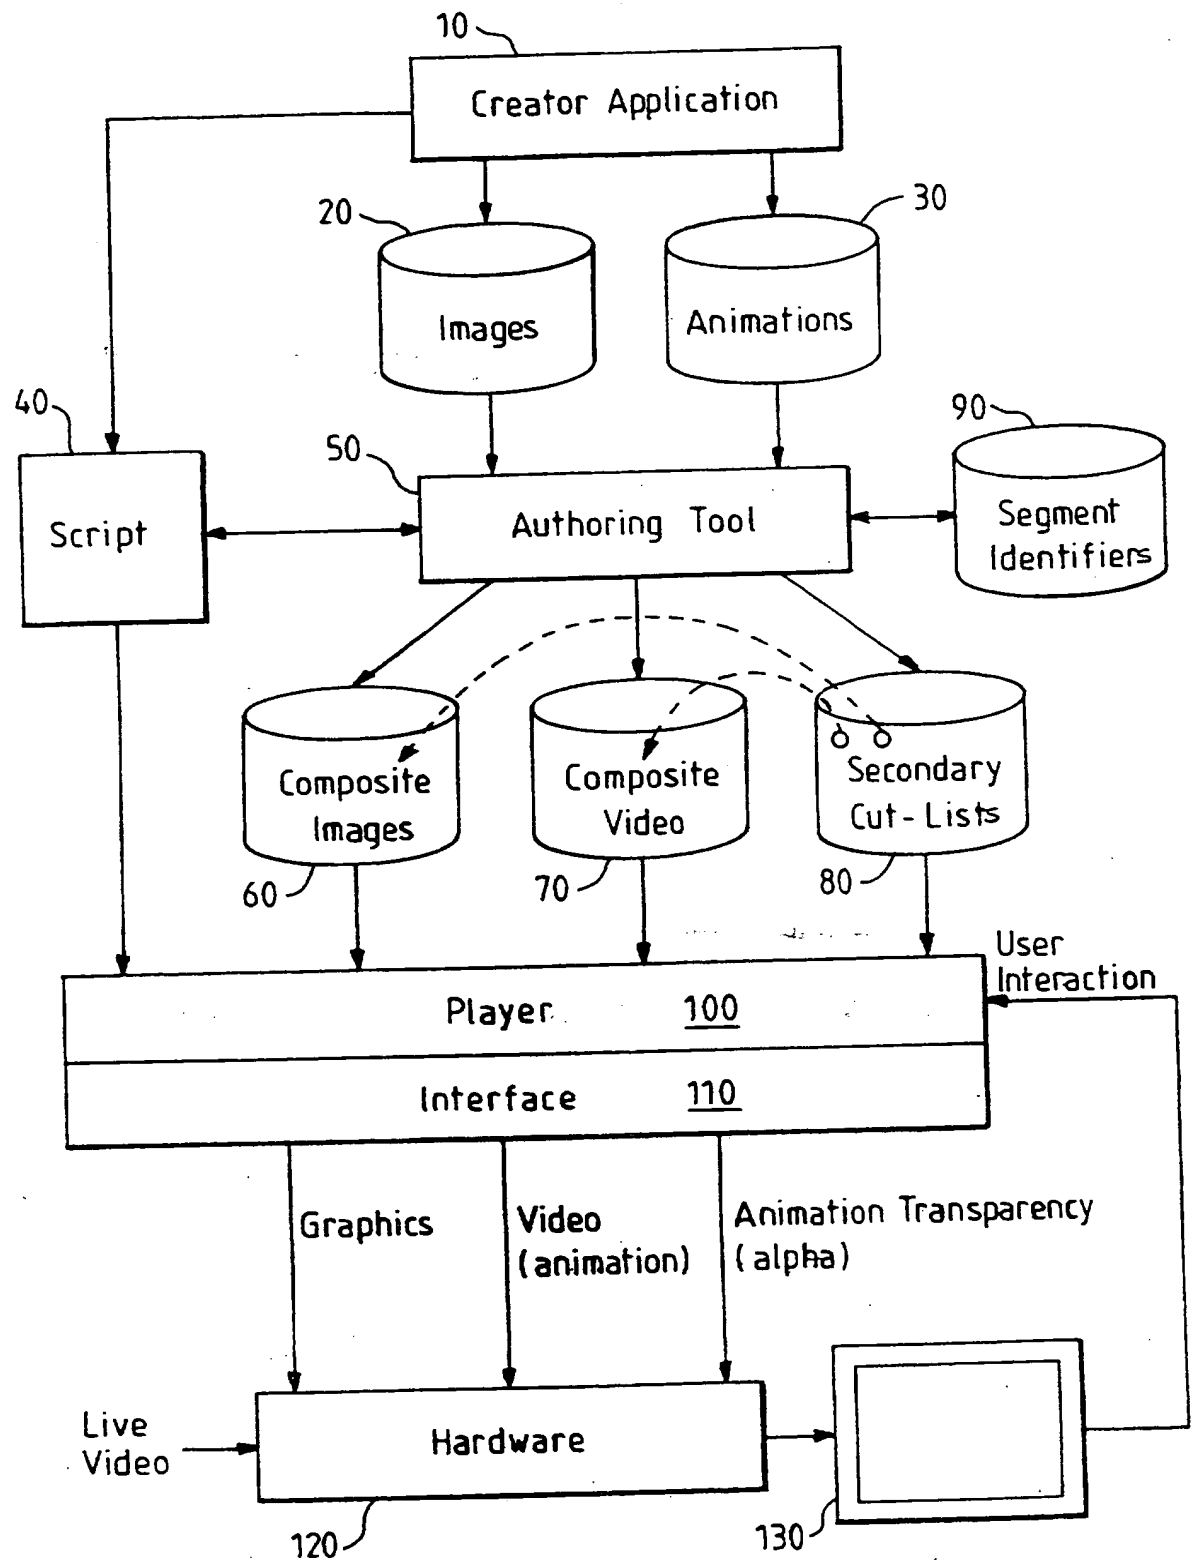 10
Creator Application
20
30
Images
Animations
40
50
90
Script
Authoring Tool
Segment
Identifiers
Composite
Images
Composite
Video
Secondary
Cut-Lists
60
70
80
User
Interaction
Player 100
Interface 110
Graphics
Video
(animation)
Animation Transparency
(alpha)
Live
Video
Hardware
120
130